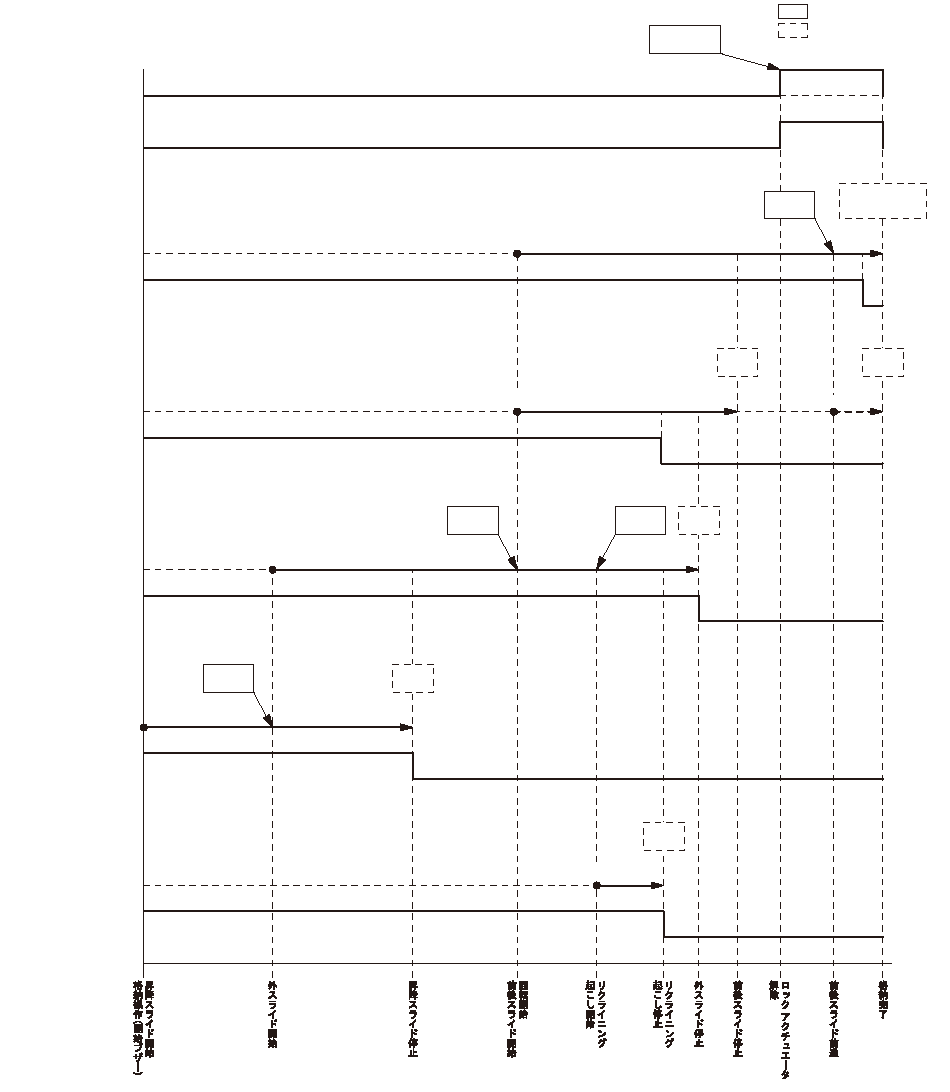 昇降スライド開始
格納操作(開始ブザー)
外スライド開始
昇降スライド停止
回転開始
前後スライド開始
リクライニング
起こし開始
リクライニング
起こし停止
外スライド停止
前後スライド停止
ロック アクチュエータ
解除
前後スライド前進
格納完了